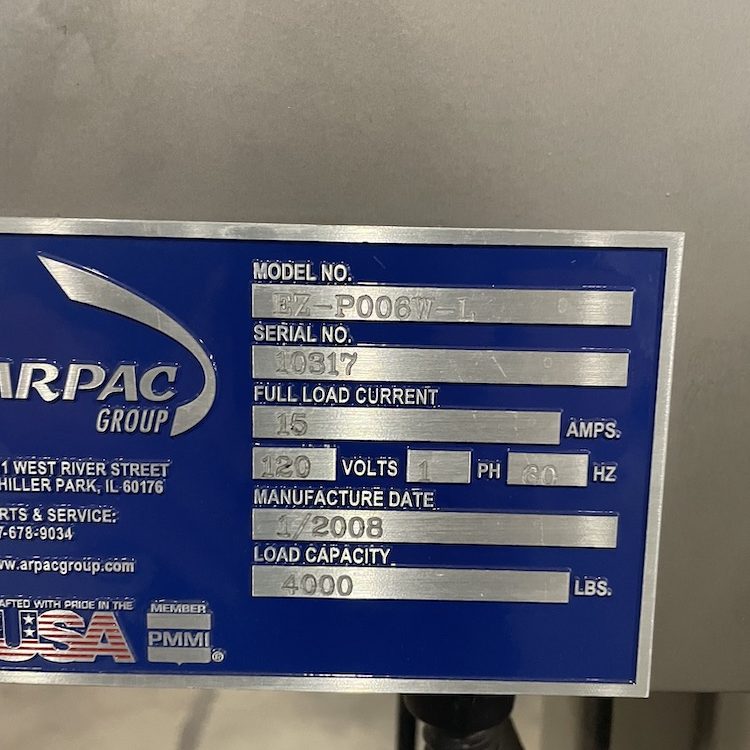 ARPAC
GROUP
1 WEST RIVER STREET
HILLER PARK, IL 60176
RTS & SERVICE:
7-678-9034
ww.arpacgroup.com
AFTED WITH PRIDE IN THE
USA
MEMBER
PMMI
®
MODEL NO.
EZ-P006W-L
SERIAL NO.
10317
FULL LOAD CURRENT
15 AMPS.
120 VOLTS 1 PH 60 HZ
MANUFACTURE DATE
1/2008
LOAD CAPACITY
4000 LBS.